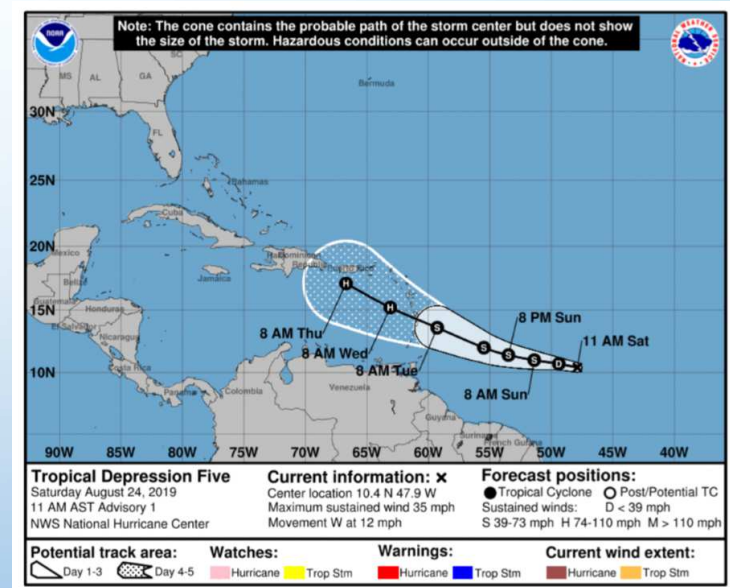 Note: The cone contains the probable path of the storm center but does not show
the size of the storm. Hazardous conditions can occur outside of the cone.
NOAA
MS
AL
GA
SC
Bermuda
30N
FL
25N
Bahamas
Cuba
20N
Mexico
Dominican
Jamaica
Puerto Rico
Belize
15N
Guatemala
Honduras
El Salvador
Nicaragua
H
H
S
S
S
S
D
8 PM Sun
11 AM Sat
8 AM Thu
8 AM Wed
8 AM Tue
8 AM Sun
10N
Costa Rica
Panama
Colombia
Venezuela
Guyana
French Guiana
90W 85W 80W 75W 70W 65W 60W 55W 50W 45W 40W
Tropical Depression Five
Saturday August 24, 2019
11 AM AST Advisory 1
NWS National Hurricane Center
Current information: x
Center location 10.4 N 47.9 W
Maximum sustained wind 35 mph
Movement W at 12 mph
Forecast positions:
Tropical Cyclone Post/Potential TC
Sustained winds: D < 39 mph
S 39-73 mph H 74-110 mph M > 110 mph
Potential track area:
Day 1-3 Day 4-5
Watches:
Hurricane Trop Stm
Warnings:
Hurricane Trop Stm
Current wind extent:
Hurricane Trop Stm